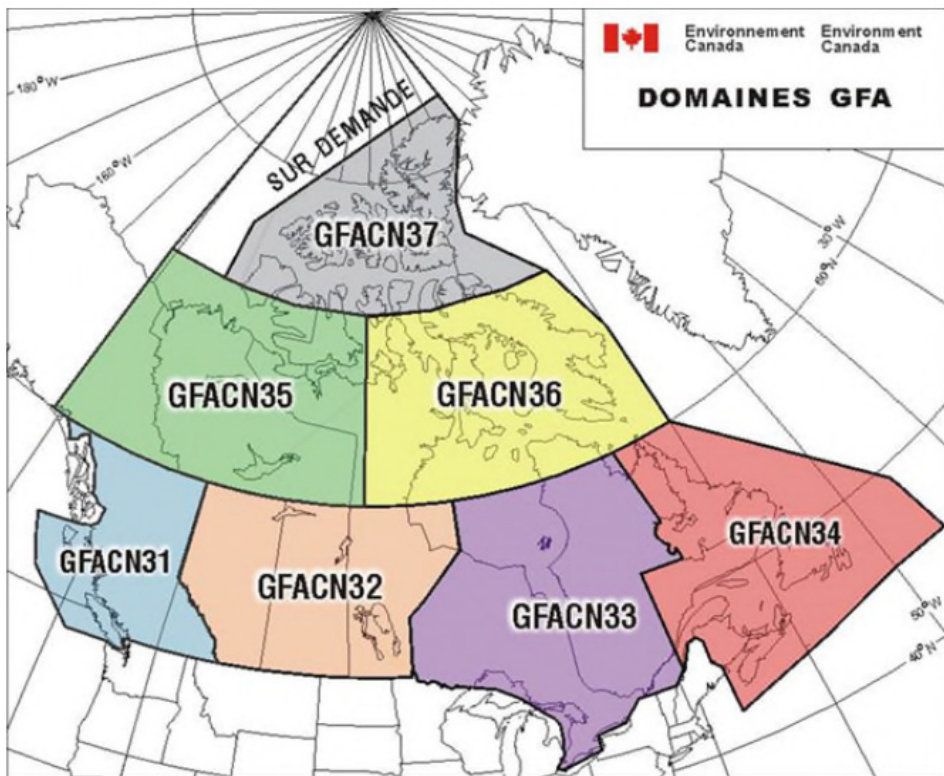 Environnement Environment
Canada Canada
DOMAINES GFA
180°W
160°W
SUR DEMANDE
GFACN37
30°W
60°N
GFACN35
GFACN36
GFACN31
GFACN32
GFACN33
GFACN34
50°W
40°N